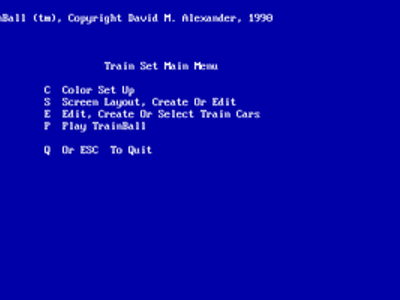 nBall (tm), Copyright David M. Alexander, 1990
Train Set Main Menu
C Color Set Up
S Screen Layout, Create Or Edit
E Edit, Create Or Select Train Cars
P Play TrainBall
Q Or ESC To Quit